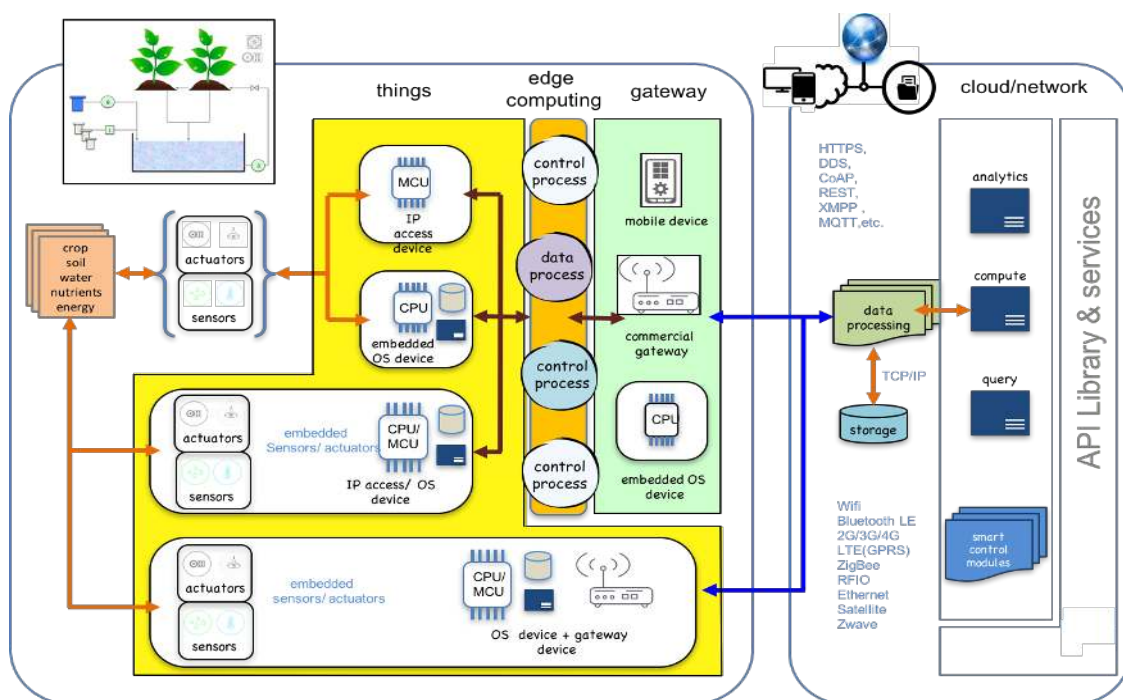 things
edge
computing
gateway
cloud/network
MCU
IP
access
device
CPU
embedded
OS device
control
process
data
process
control
process
control
process
mobile device
commercial
gateway
CPU
embedded OS
device
crop
soil
water
nutrients
energy
actuators
sensors
actuators
sensors
embedded
Sensors/ actuators
CPU/
MCU
IP access/ OS
device
actuators
sensors
embedded
sensors/ actuators
CPU/
MCU
OS device + gateway
device
HTTPS,
DDS,
CoAP,
REST,
XMPP ,
MQTT,etc.
data
processing
TCP/IP
storage
analytics
compute
query
Wifi
Bluetooth LE
2G/3G/4G
LTE(GPRS)
ZigBee
RFIO
Ethernet
Satellite
Zwave
smart
control
modules
API Library & services